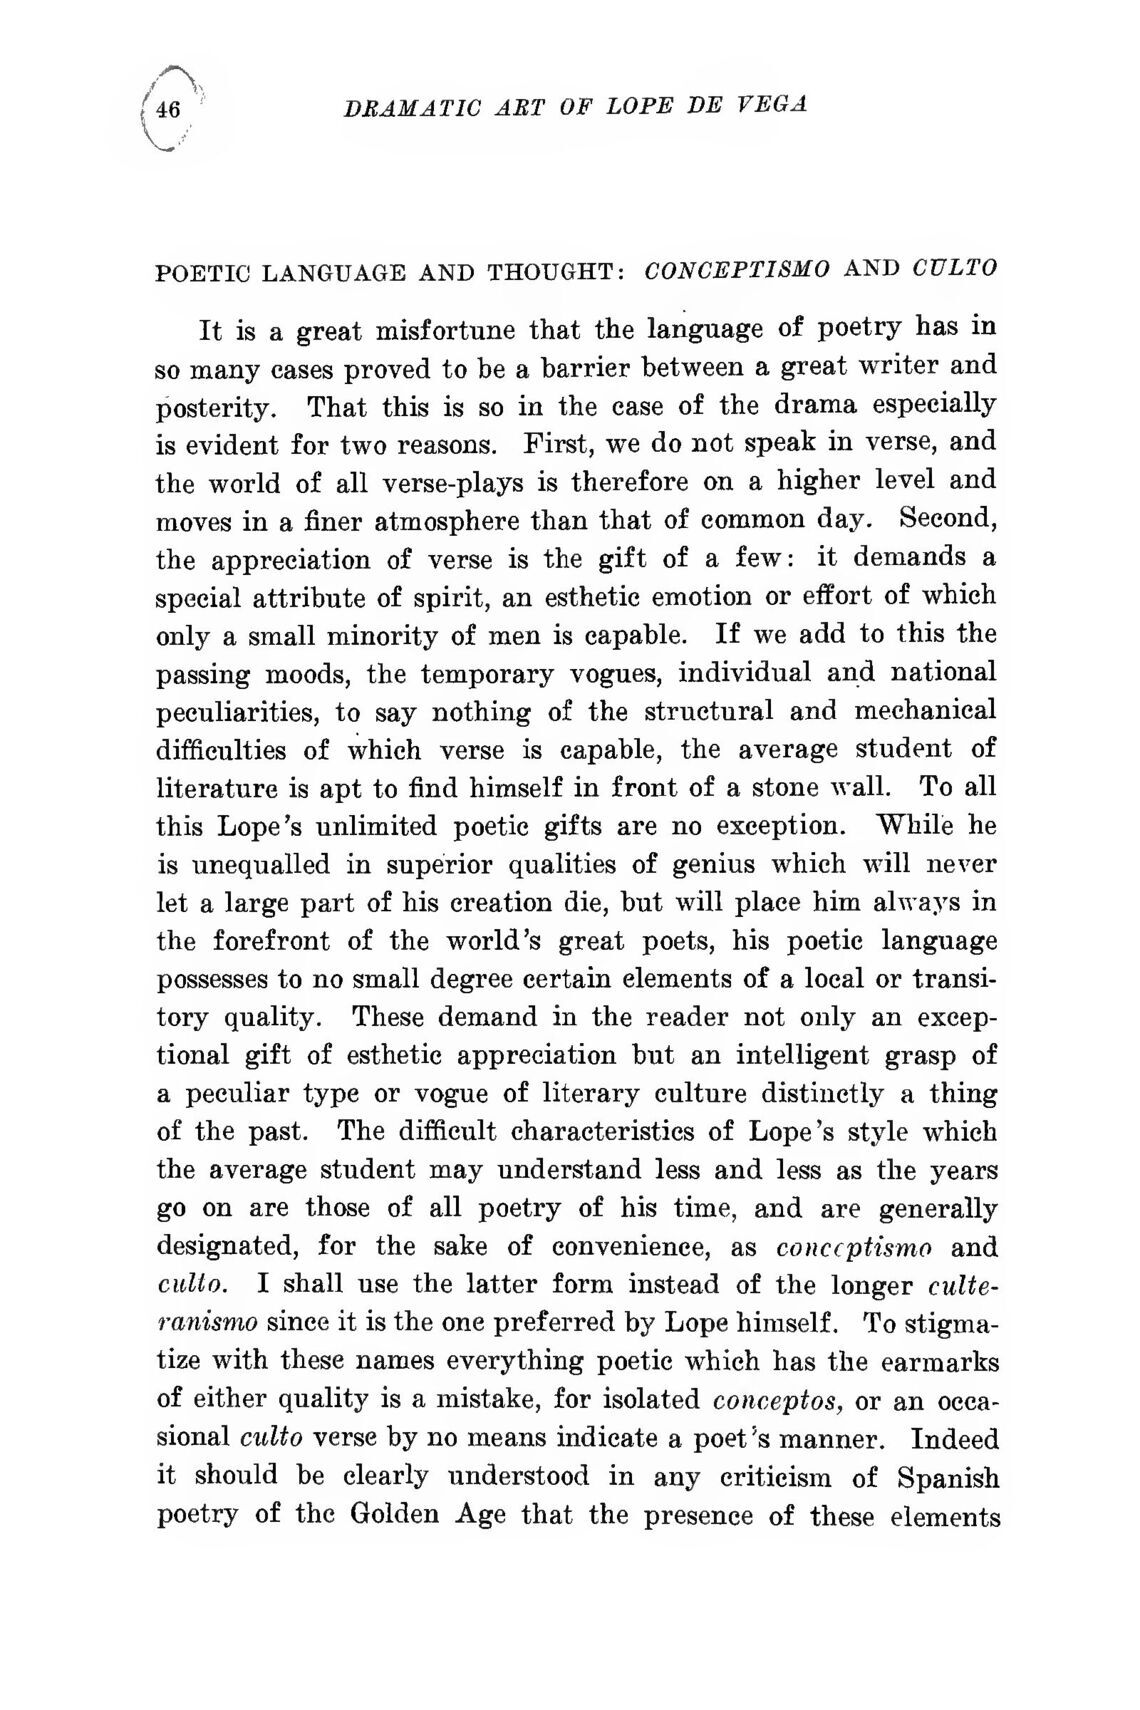 46 DRAMATIC ART OF LOPE DE VEGA
POETIC LANGUAGE AND THOUGHT: CONCEPTISMO AND CULTO
It is a great misfortune that the language of poetry has in
so many cases proved to be a barrier between a great writer and
posterity. That this is so in the case of the drama especially
is evident for two reasons. First, we do not speak in verse, and
the world of all verse-plays is therefore on a higher level and
moves in a finer atmosphere than that of common day. Second,
the appreciation of verse is the gift of a few: it demands a
special attribute of spirit, an esthetic emotion or effort of which
only a small minority of men is capable. If we add to this the
passing moods, the temporary vogues, individual and national
peculiarities, to say nothing of the structural and mechanical
difficulties of which verse is capable, the average student of
literature is apt to find himself in front of a stone wall. To all
this Lope's unlimited poetic gifts are no exception. While he
is unequalled in superior qualities of genius which will never
let a large part of his creation die, but will place him always in
the forefront of the world's great poets, his poetic language
possesses to no small degree certain elements of a local or transi-
tory quality. These demand in the reader not only an excep-
tional gift of esthetic appreciation but an intelligent grasp of
a peculiar type or vogue of literary culture distinctly a thing
of the past. The difficult characteristics of Lope's style which
the average student may understand less and less as the years
go on are those of all poetry of his time, and are generally
designated, for the sake of convenience, as conceptismo and
culto. I shall use the latter form instead of the longer culte-
ranismo since it is the one preferred by Lope himself. To stigma-
tize with these names everything poetic which has the earmarks
of either quality is a mistake, for isolated conceptos, or an occa-
sional culto verse by no means indicate a poet's manner. Indeed
it should be clearly understood in any criticism of Spanish
poetry of the Golden Age that the presence of these elements